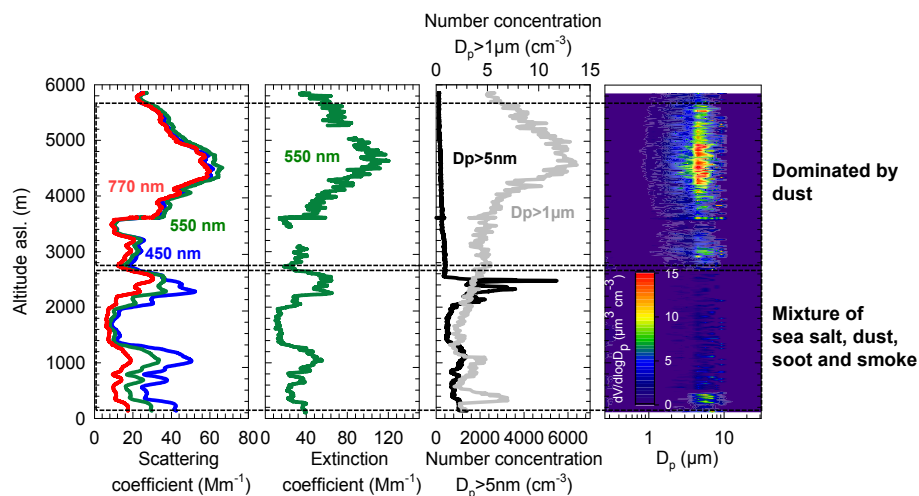 Number concentration
Dp>1µm (cm-3)
0 5 10 15
6000
5000
4000
3000
2000
1000
0
Altitude asl. (m)
770 nm
550 nm
450 nm
550 nm
Dp>5nm
Dp>1µm
Dominated by
dust
Mixture of
sea salt, dust,
soot and smoke
15
10
5
0
dV/dlogDp (µm3 cm-3)
0 20 40 60 80
40 80 120
0 2000 4000 6000
1 10
Scattering
coefficient (Mm-1)
Extinction
coefficient (Mm-1)
Number concentration
Dp>5nm (cm-3)
Dp (µm)